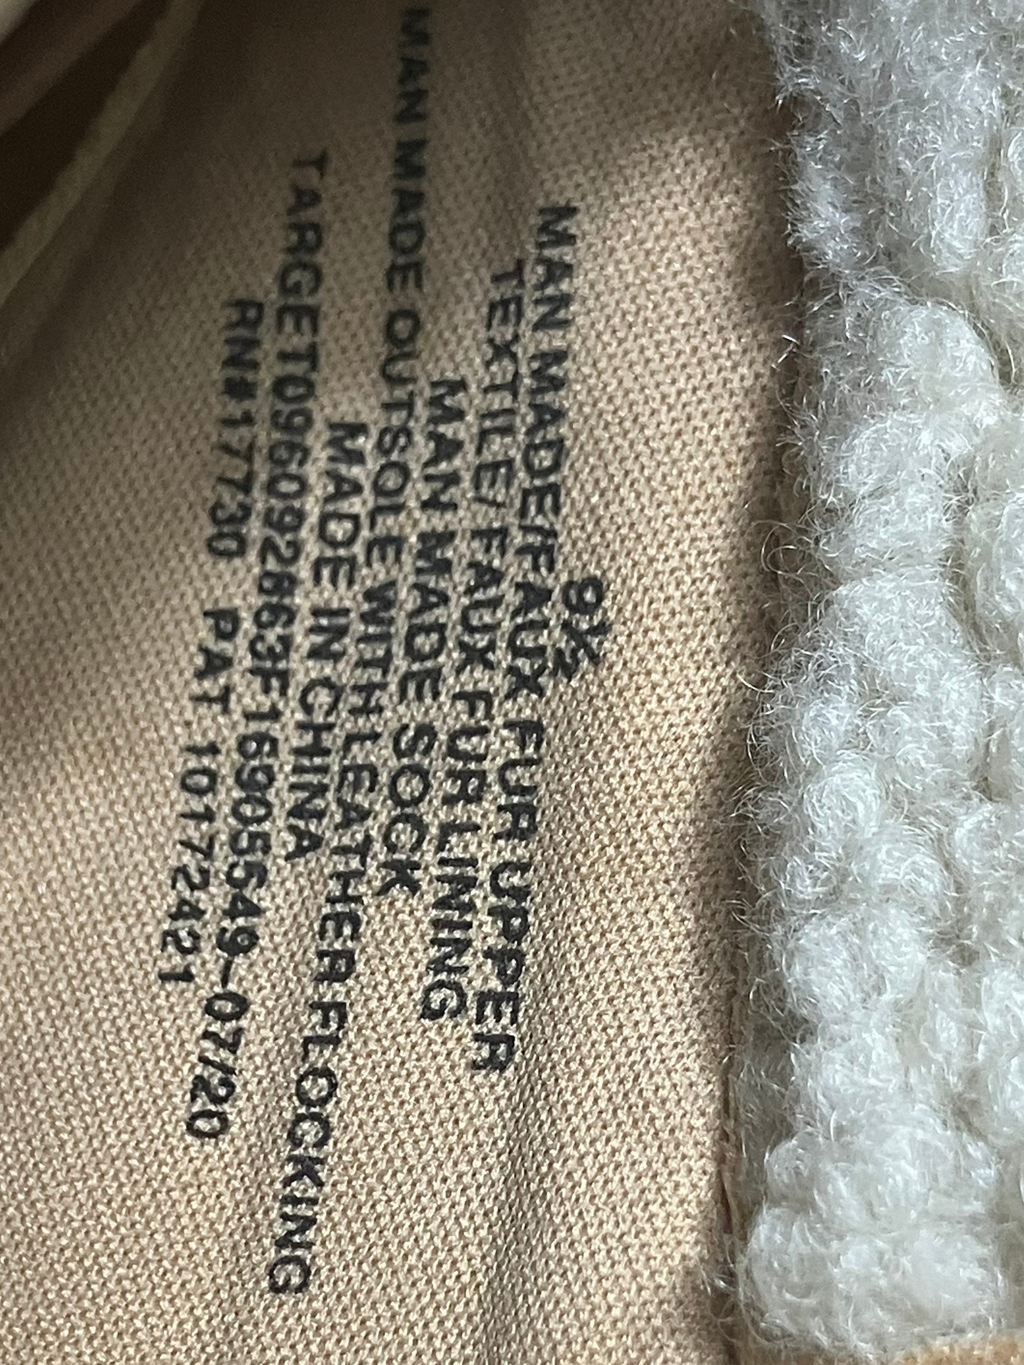 9½
MAN MADE/FAUX FUR UPPER
TEXTILE/FAUX FUR LINING
MAN MADE SOCK
MAN MADE OUTSOLE WITH LEATHER FLOCKING
MADE IN CHINA
TARGET096092863F16905549-07/20
RN#17730 PAT 10172421